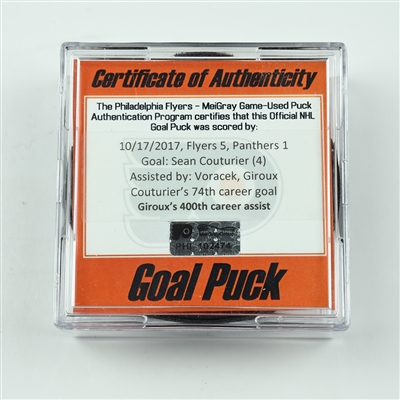 Certificate of Authenticity
The Philadelphia Flyers - MeiGray Game-Used Puck
Authentication Program certifies that this Official NHL
Goal Puck was scored by:
10/17/2017, Flyers 5, Panthers 1
Goal: Sean Couturier (4)
Assisted by: Voracek, Giroux
Couturier's 74th career goal
Giroux's 400th career assist
PHI 102474
Goal Puck